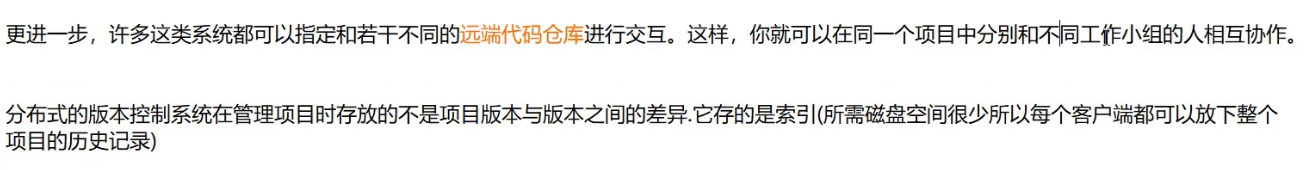 更进一步，许多这类系统都可以指定和若干不同的远端代码仓库进行交互。这样，你就可以在同一个项目中分别和不同工作小组的人相互协作。
分布式的版本控制系统在管理项目时存放的不是项目版本与版本之间的差异.它存的是索引(所需磁盘空间很少所以每个客户端都可以放下整个
项目的历史记录)